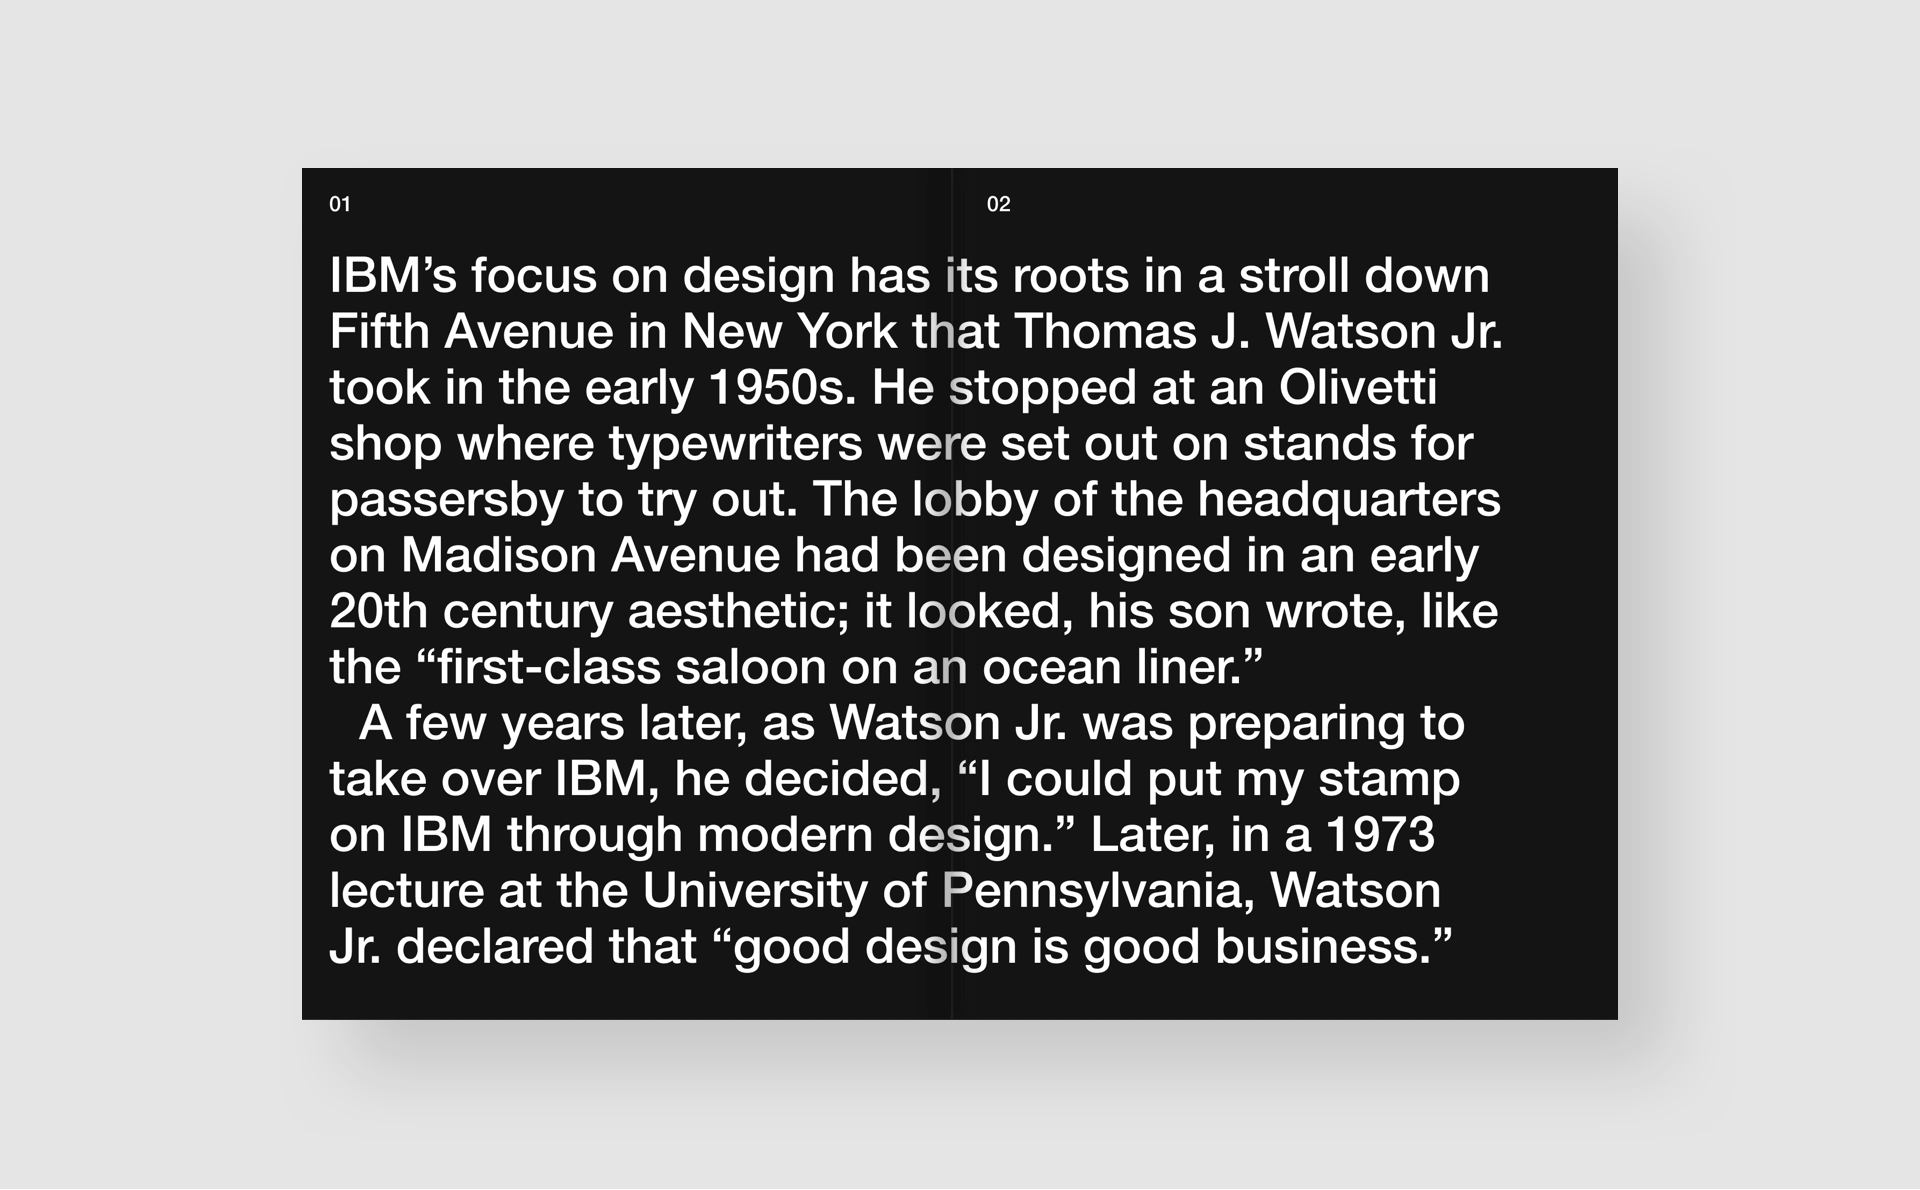 01
02
IBM’s focus on design has its roots in a stroll down
Fifth Avenue in New York that Thomas J. Watson Jr.
took in the early 1950s. He stopped at an Olivetti
shop where typewriters were set out on stands for
passersby to try out. The lobby of the headquarters
on Madison Avenue had been designed in an early
20th century aesthetic; it looked, his son wrote, like
the “first-class saloon on an ocean liner.”
A few years later, as Watson Jr. was preparing to
take over IBM, he decided, “I could put my stamp
on IBM through modern design.” Later, in a 1973
lecture at the University of Pennsylvania, Watson
Jr. declared that “good design is good business.”